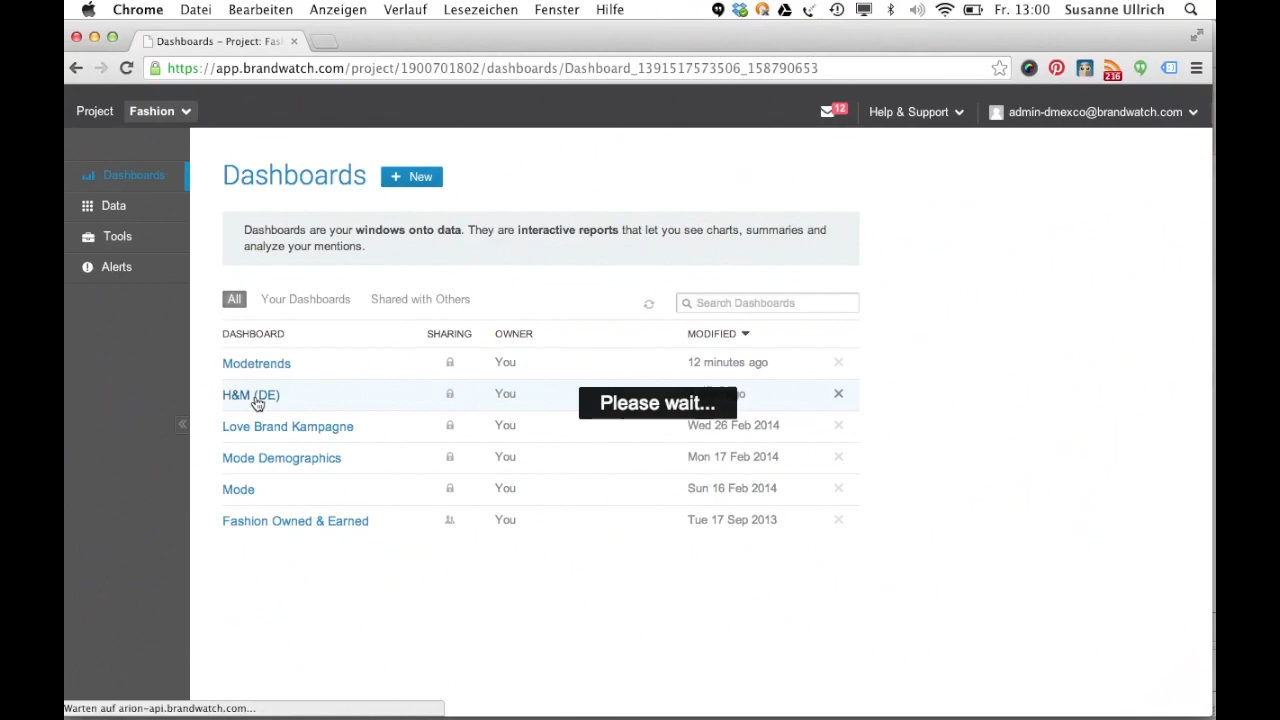 Chrome Datei Bearbeiten Anzeigen Verlauf Lesezeichen Fenster Hilfe Fr. 13:00 Susanne Ullrich
Dashboards – Project: Fas
https://app.brandwatch.com/project/1900701802/dashboards/Dashboard_1391517573506_158790653
216
Project Fashion 12 Help & Support admin-dmexco@brandwatch.com
Dashboards
Data
Tools
Alerts
Dashboards + New
Dashboards are your windows onto data. They are interactive reports that let you see charts, summaries and
analyze your mentions.
All Your Dashboards Shared with Others Search Dashboards
DASHBOARD SHARING OWNER MODIFIED
Modetrends You 12 minutes ago
H&M (DE) You ago
Please wait...
Love Brand Kampagne You Wed 26 Feb 2014
Mode Demographics You Mon 17 Feb 2014
Mode You Sun 16 Feb 2014
Fashion Owned & Earned You Tue 17 Sep 2013
Warten auf arion-api.brandwatch.com...